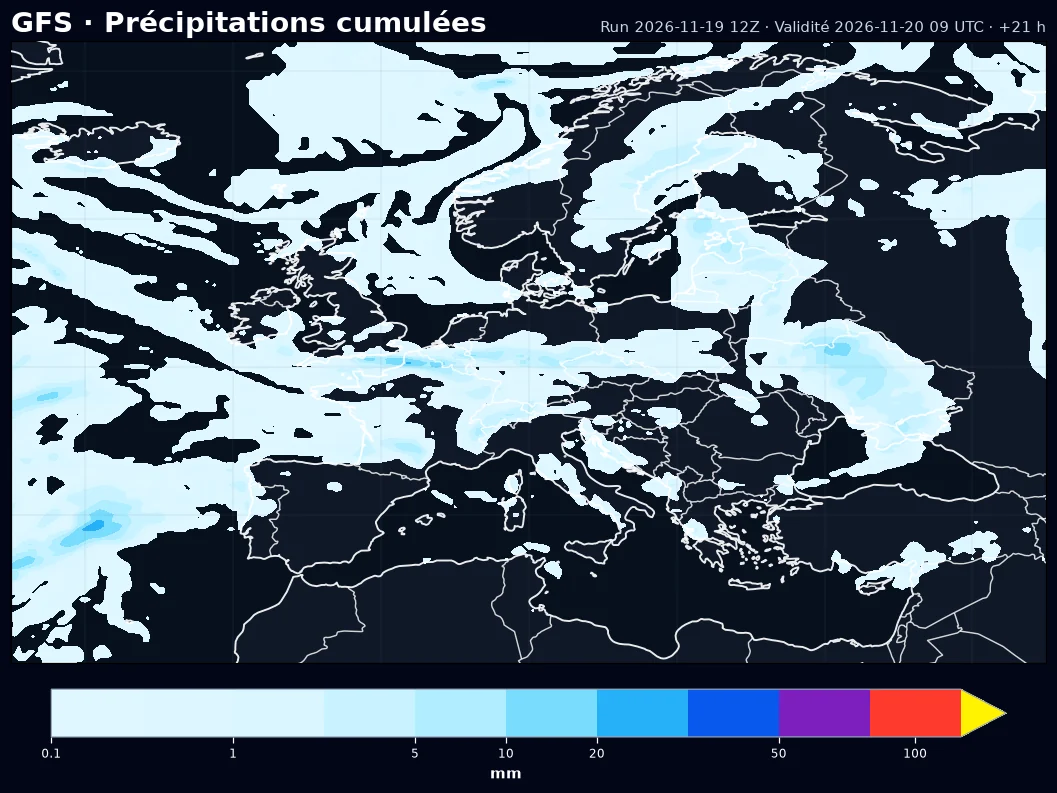 GFS · Précipitations cumulées
Run 2026-11-19 12Z · Validité 2026-11-20 09 UTC · +21 h
0.1 1 5 10 20 50 100
mm